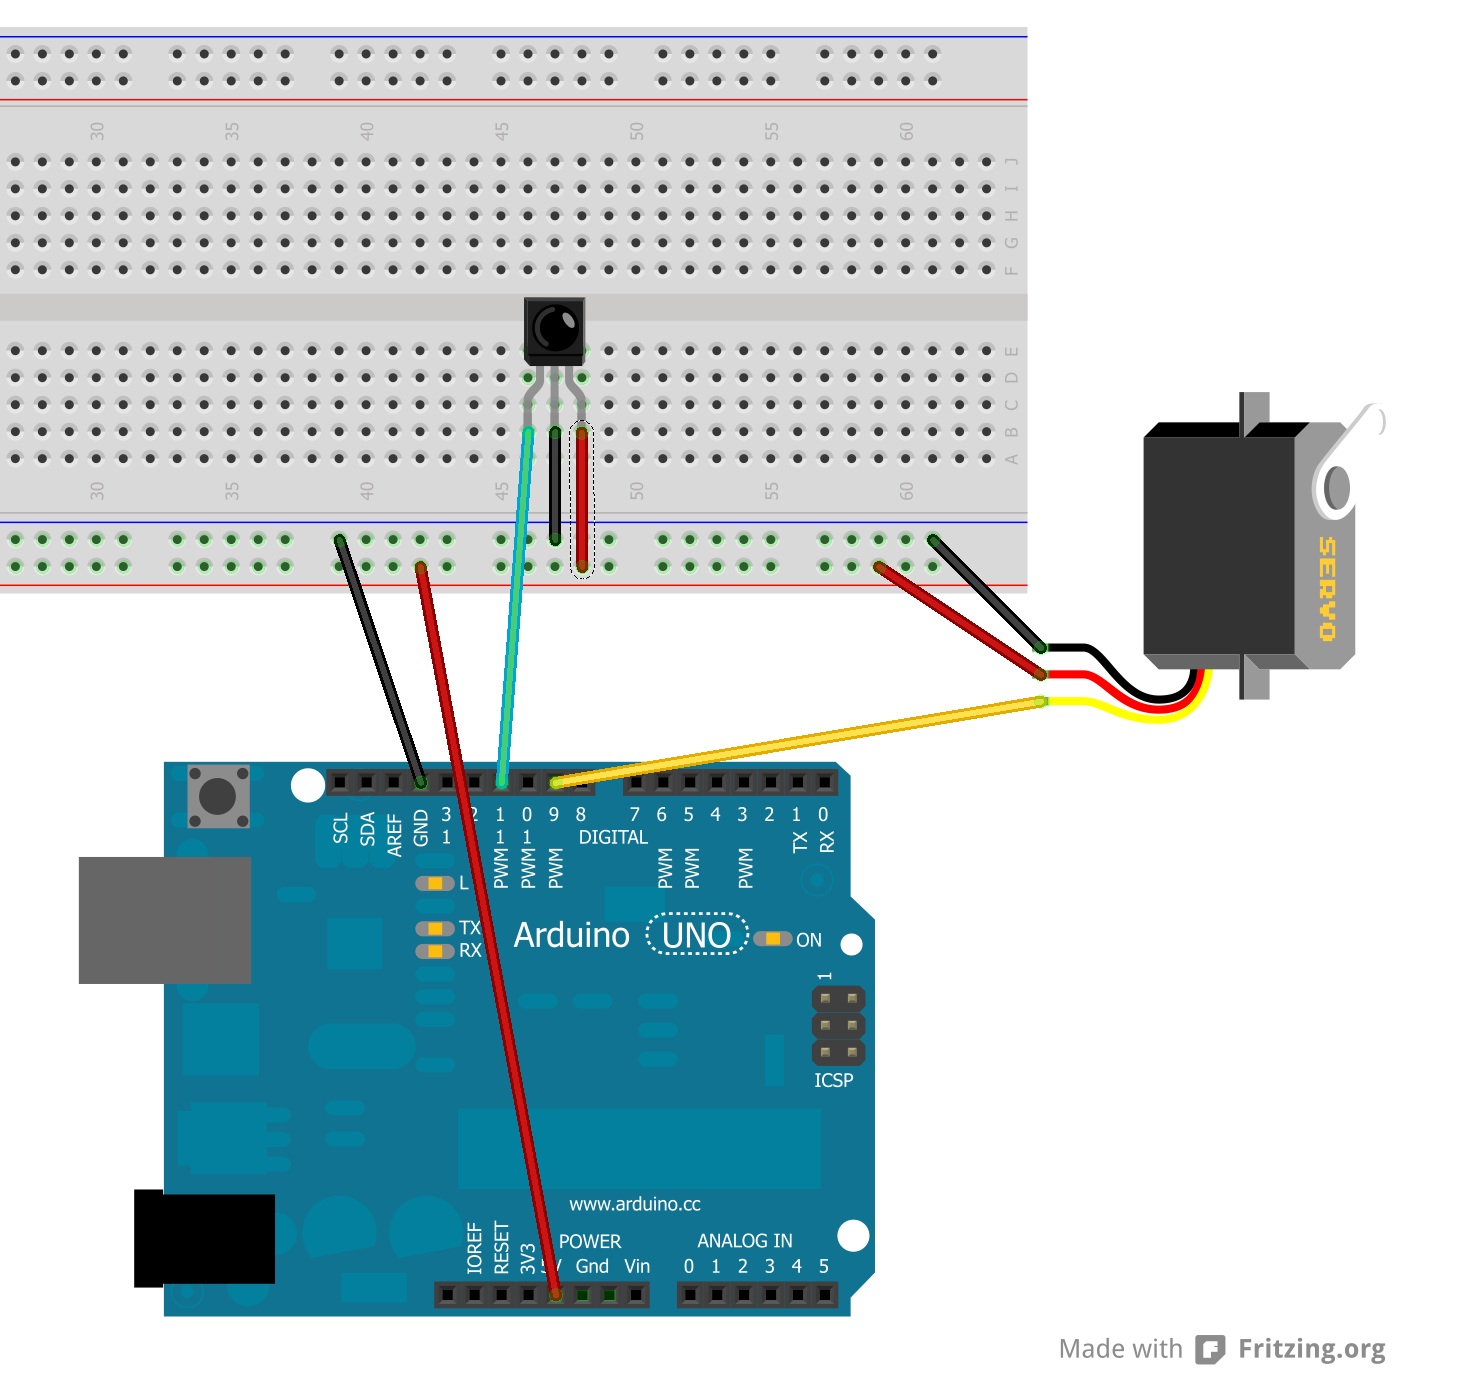 30 35 40 45 50 55 60
J
I
H
G
F
E
D
C
B
A
30 35 40 45 50 55 60
SERVO
SCL SDA AREF GND 13 12 11 10 9 8 7 6 5 4 3 2 1 0
DIGITAL
TX RX
PWM PWM PWM PWM PWM PWM
L
TX
RX
Arduino UNO
ON
1
ICSP
www.arduino.cc
POWER
ANALOG IN
IOREF RESET 3V3 5V Gnd Vin 0 1 2 3 4 5
Made with Fritzing.org